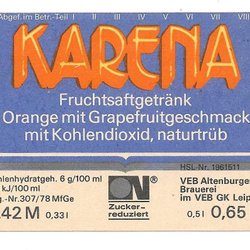 Abgef.im Betr.-Teil I II III IV V VI VII VIII
KARENA
Fruchtsaftgetränk
Orange mit Grapefruitgeschmack
mit Kohlendioxid, naturtrüb
HSL-Nr. 1961511
hlenhydratgeh. 6 g/100 ml
kJ/100 ml
g.-Nr.307/78 MfGe
.42 M 0,33 l
Zucker-
reduziert
VEB Altenburger
Brauerei
im VEB GK Leip
0,5 l 0,65